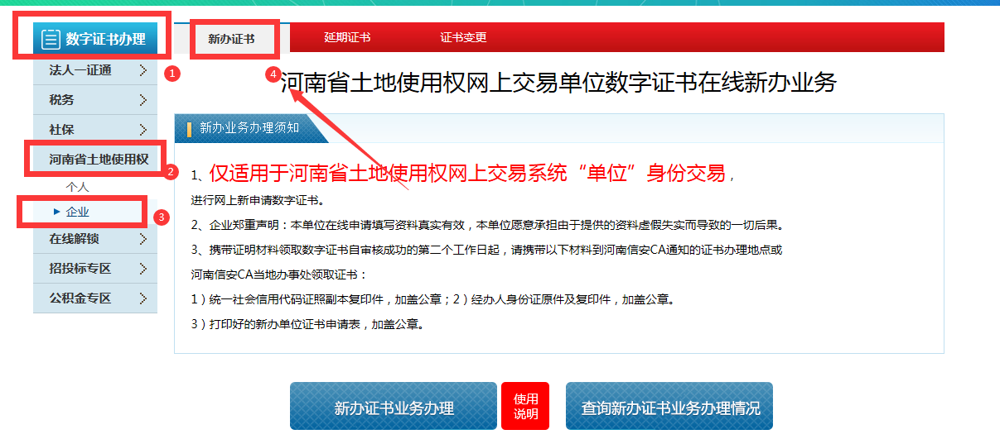 数字证书办理
1
法人一证通
税务
社保
河南省土地使用权
2
个人
企业
3
在线解锁
招投标专区
公积金专区
新办证书
延期证书
证书变更
4
河南省土地使用权网上交易单位数字证书在线新办业务
新办业务办理须知
1、仅适用于河南省土地使用权网上交易系统“单位”身份交易，
进行网上新申请数字证书。
2、企业郑重声明：本单位在线申请填写资料真实有效，本单位愿意承担由于提供的资料虚假失实而导致的一切后果。
3、携带证明材料领取数字证书自审核成功的第二个工作日起，请携带以下材料到河南信安CA通知的证书办理地点或
河南信安CA当地办事处领取证书：
1）统一社会信用代码证照副本复印件，加盖公章；2）经办人身份证原件及复印件，加盖公章。
3）打印好的新办单位证书申请表，加盖公章。
新办证书业务办理
使用
说明
查询新办证书业务办理情况